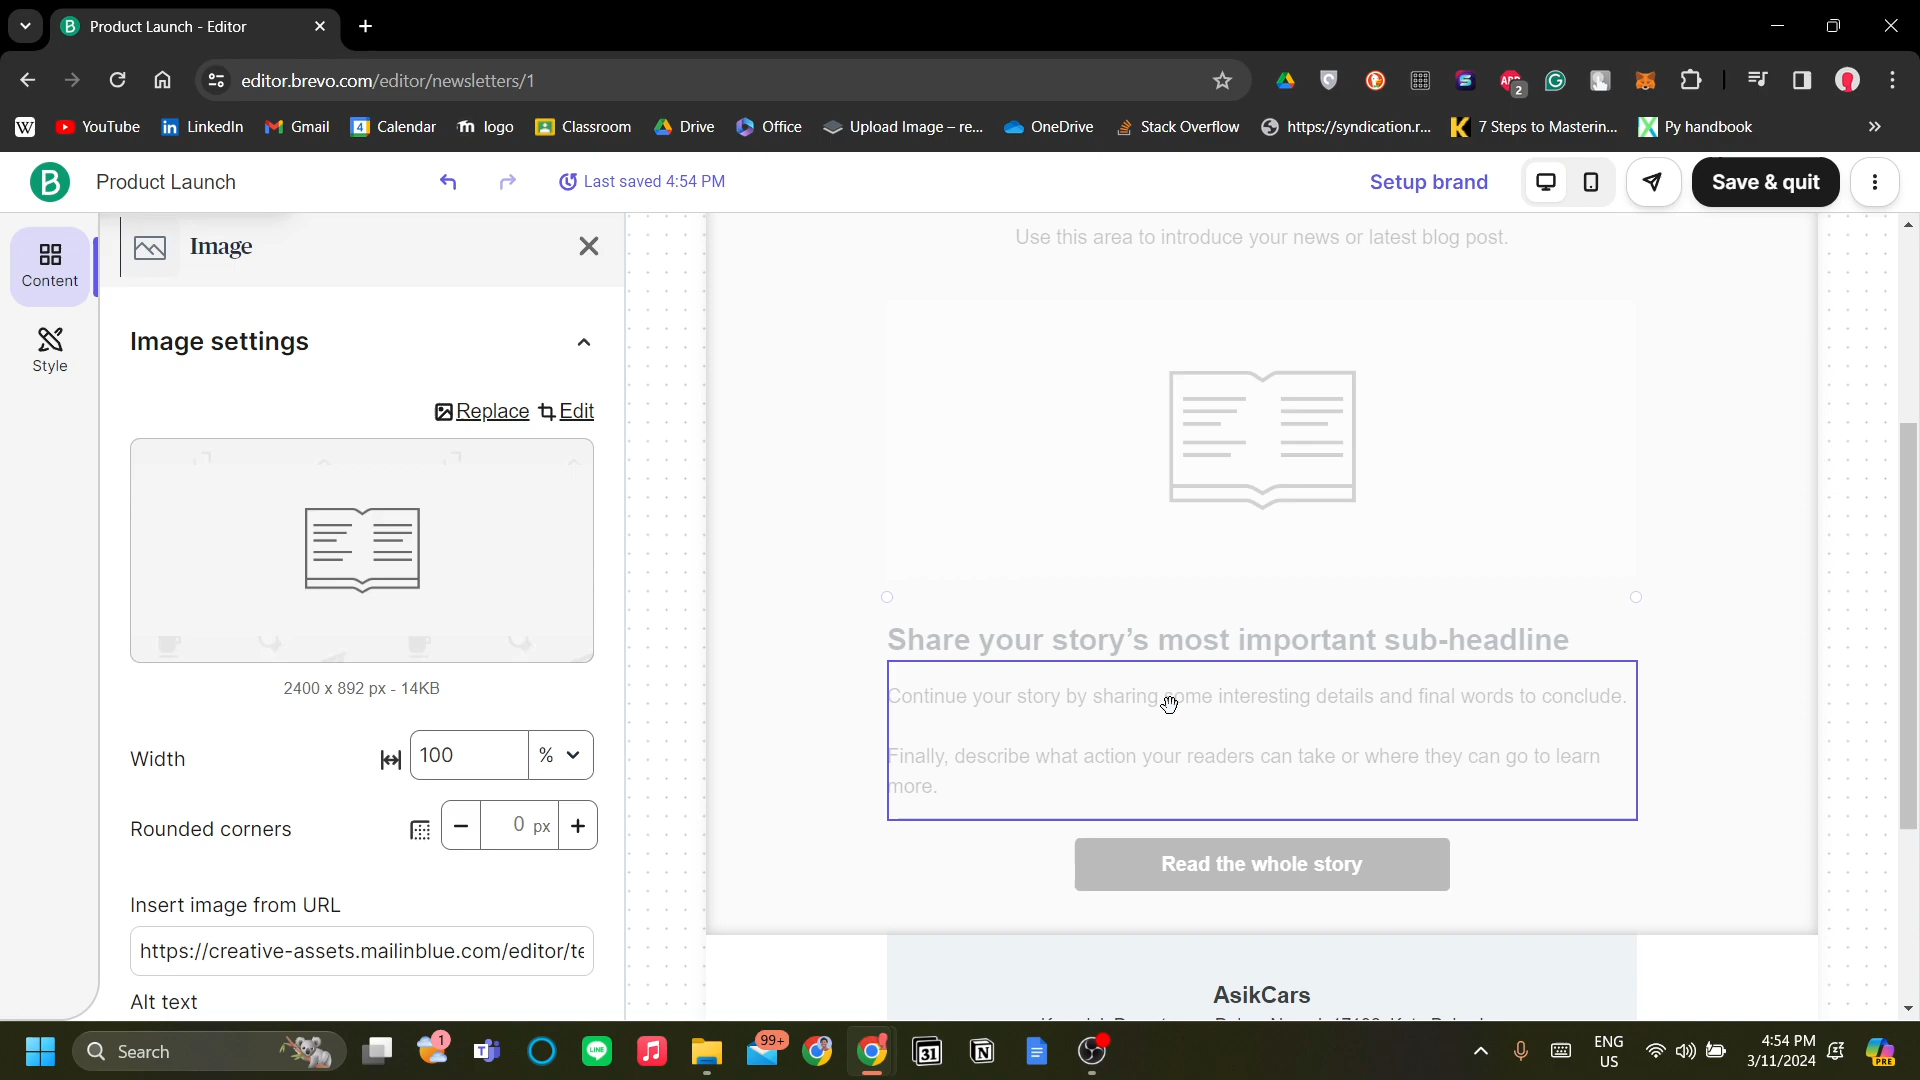 Product Launch - Editor
editor.brevo.com/editor/newsletters/1
ABP
2
YouTube
LinkedIn
Gmail
Calendar
logo
Classroom
Drive
Office
Upload Image – re...
OneDrive
Stack Overflow
https://syndication.r...
7 Steps to Masterin...
Py handbook
B
Product Launch
Last saved 4:54 PM
Setup brand
Save & quit
Content
Style
Image
Image settings
Replace
Edit
2400 x 892 px - 14KB
Width
100
%
Rounded corners
0 px
Insert image from URL
https://creative-assets.mailinblue.com/editor/te
Alt text
Use this area to introduce your news or latest blog post.
Share your story’s most important sub-headline
Continue your story by sharing some interesting details and final words to conclude.
Finally, describe what action your readers can take or where they can go to learn
more.
Read the whole story
AsikCars
Search
1
99+
31
ENG
US
4:54 PM
3/11/2024
PRE